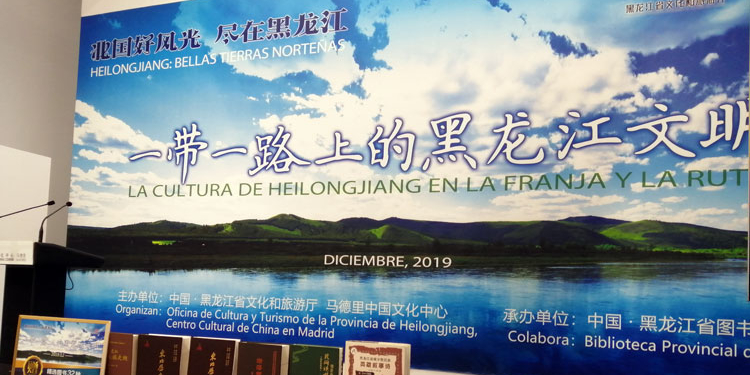 北国好风光 尽在黑龙江
HEILONGJIANG: BELLAS TIERRAS NORTEÑAS
一带一路上的黑龙江文明
LA CULTURA DE HEILONGJIANG EN LA FRANJA Y LA RUT
DICIEMBRE, 2019
主办单位：中国·黑龙江省文化和旅游厅 马德里中国文化中心
Organizan: Oficina de Cultura y Turismo de la Provincia de Heilongjiang,
Centro Cultural de China en Madrid
承办单位：中国·黑龙江省图书
Colabora: Biblioteca Provincial d